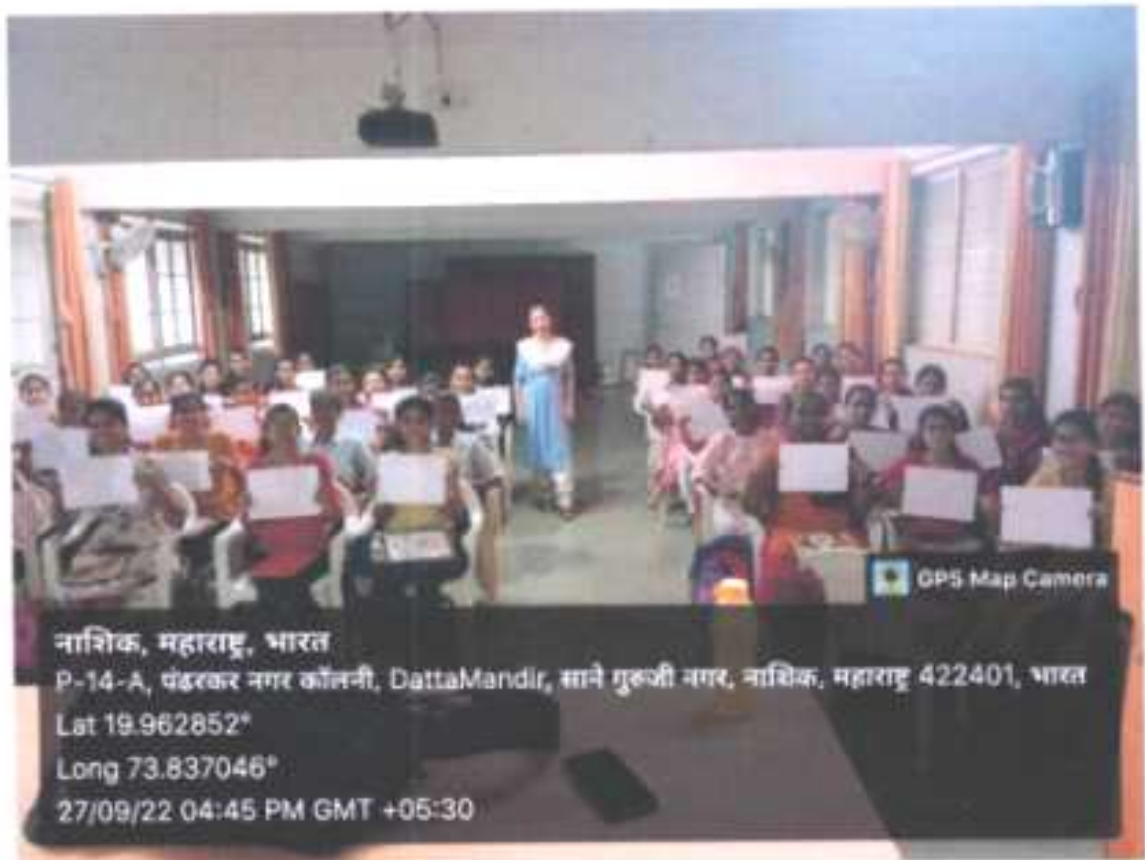 GPS Map Camera
नाशिक, महाराष्ट्र, भारत
P-14-A, पंढरकर नगर कॉलनी, DattaMandir, साने गुरूजी नगर, नाशिक, महाराष्ट्र 422401, भारत
Lat 19.962852°
Long 73.837046°
27/09/22 04:45 PM GMT +05:30